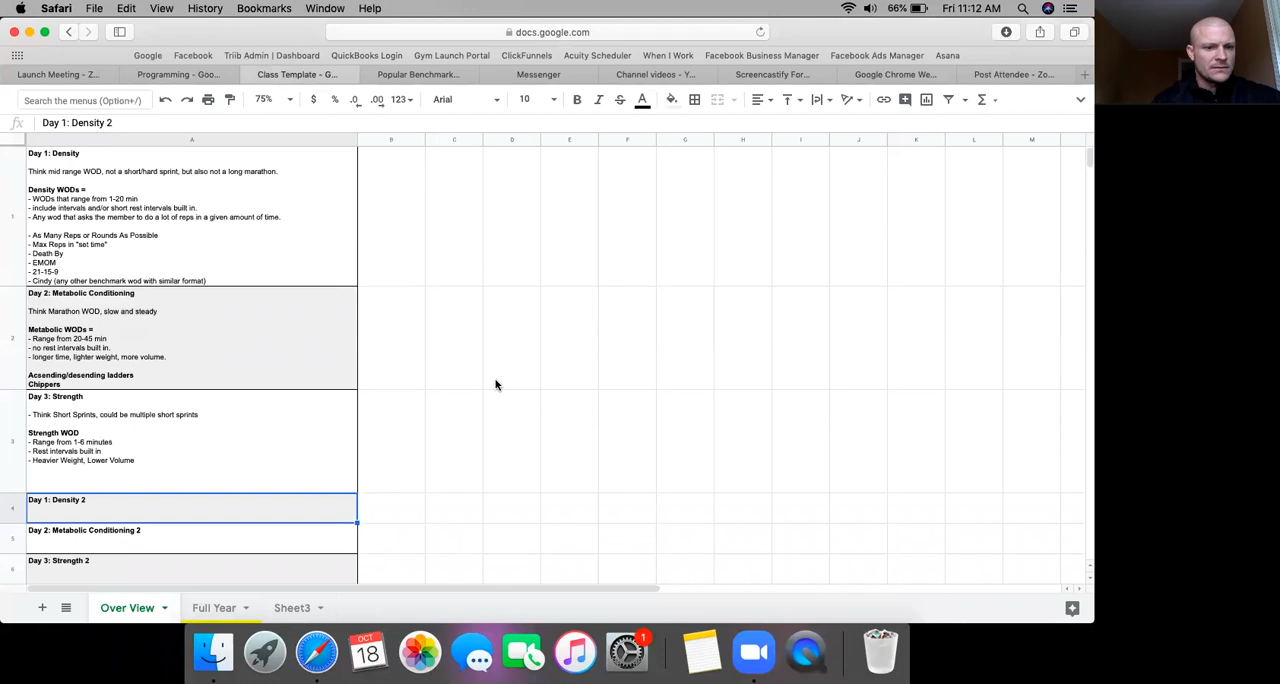 Safari File Edit View History Bookmarks Window Help 66% Fri 11:12 AM
docs.google.com
Google Facebook Triib Admin | Dashboard QuickBooks Login Gym Launch Portal ClickFunnels Acuity Scheduler When I Work Facebook Business Manager Facebook Ads Manager Asana
Launch Meeting - Z... Programming - Goo... Class Template - G... Popular Benchmark... Messenger Channel videos - Y... Screencastify For... Google Chrome We... Post Attendee - Zo...
Search the menus (Option+/) 75% $ % .0 .00 123 Arial 10 B I S A
fx Day 1: Density 2
A B C D E F G H I J K L M
Day 1: Density
Think mid range WOD, not a short/hard sprint, but also not a long marathon.
Density WODs =
- WODs that range from 1-20 min
- include intervals and/or short rest intervals built in.
1 - Any wod that asks the member to do a lot of reps in a given amount of time.
- As Many Reps or Rounds As Possible
- Max Reps in "set time"
- Death By
- EMOM
- 21-15-9
- Cindy (any other benchmark wod with similar format)
Day 2: Metabolic Conditioning
Think Marathon WOD, slow and steady
Metabolic WODs =
2 - Range from 20-45 min
- no rest intervals built in.
- longer time, lighter weight, more volume.
Acsending/desending ladders
Chippers
Day 3: Strength
- Think Short Sprints, could be multiple short sprints
Strength WOD
3 - Range from 1-6 minutes
- Rest intervals built in
- Heavier Weight, Lower Volume
Day 1: Density 2
4
Day 2: Metabolic Conditioning 2
5
Day 3: Strength 2
6
Over View Full Year Sheet3
OCT
18
1